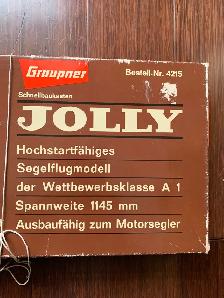 Graupner
Bestell-Nr. 4215
Schnellbaukasten
JOLLY
Hochstartfähiges
Segelflugmodell
der Wettbewerbsklasse A 1
Spannweite 1145 mm
Ausbaufähig zum Motorsegler